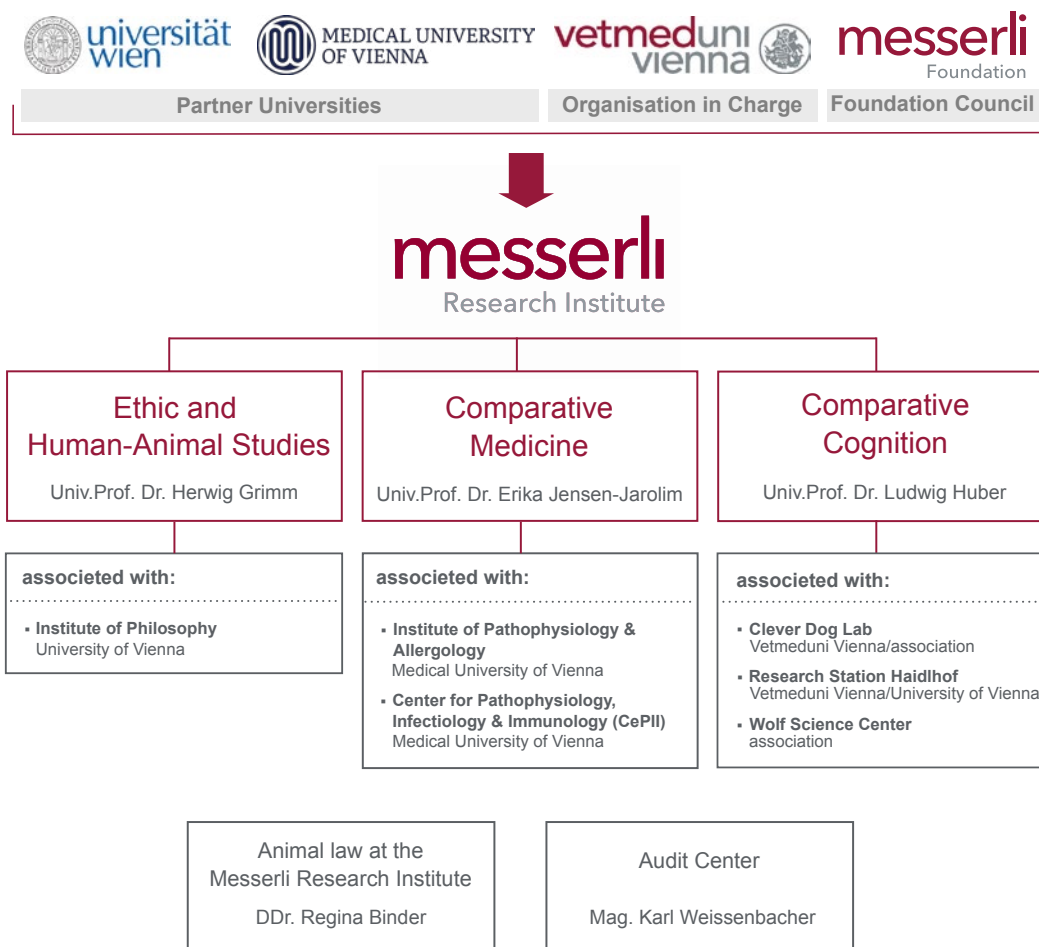 universität
wien
MEDICAL UNIVERSITY
OF VIENNA
vetmeduni
vienna
messerli
Foundation
Partner Universities
Organisation in Charge
Foundation Council
messerli
Research Institute
Ethic and
Human-Animal Studies
Univ.Prof. Dr. Herwig Grimm
Comparative
Medicine
Univ.Prof. Dr. Erika Jensen-Jarolim
Comparative
Cognition
Univ.Prof. Dr. Ludwig Huber
associeted with:
▪ Institute of Philosophy
University of Vienna
associeted with:
▪ Institute of Pathophysiology &
Allergology
Medical University of Vienna
▪ Center for Pathophysiology,
Infectiology & Immunology (CePII)
Medical University of Vienna
associeted with:
▪ Clever Dog Lab
Vetmeduni Vienna/association
▪ Research Station Haidlhof
Vetmeduni Vienna/University of Vienna
▪ Wolf Science Center
association
Animal law at the
Messerli Research Institute
DDr. Regina Binder
Audit Center
Mag. Karl Weissenbacher